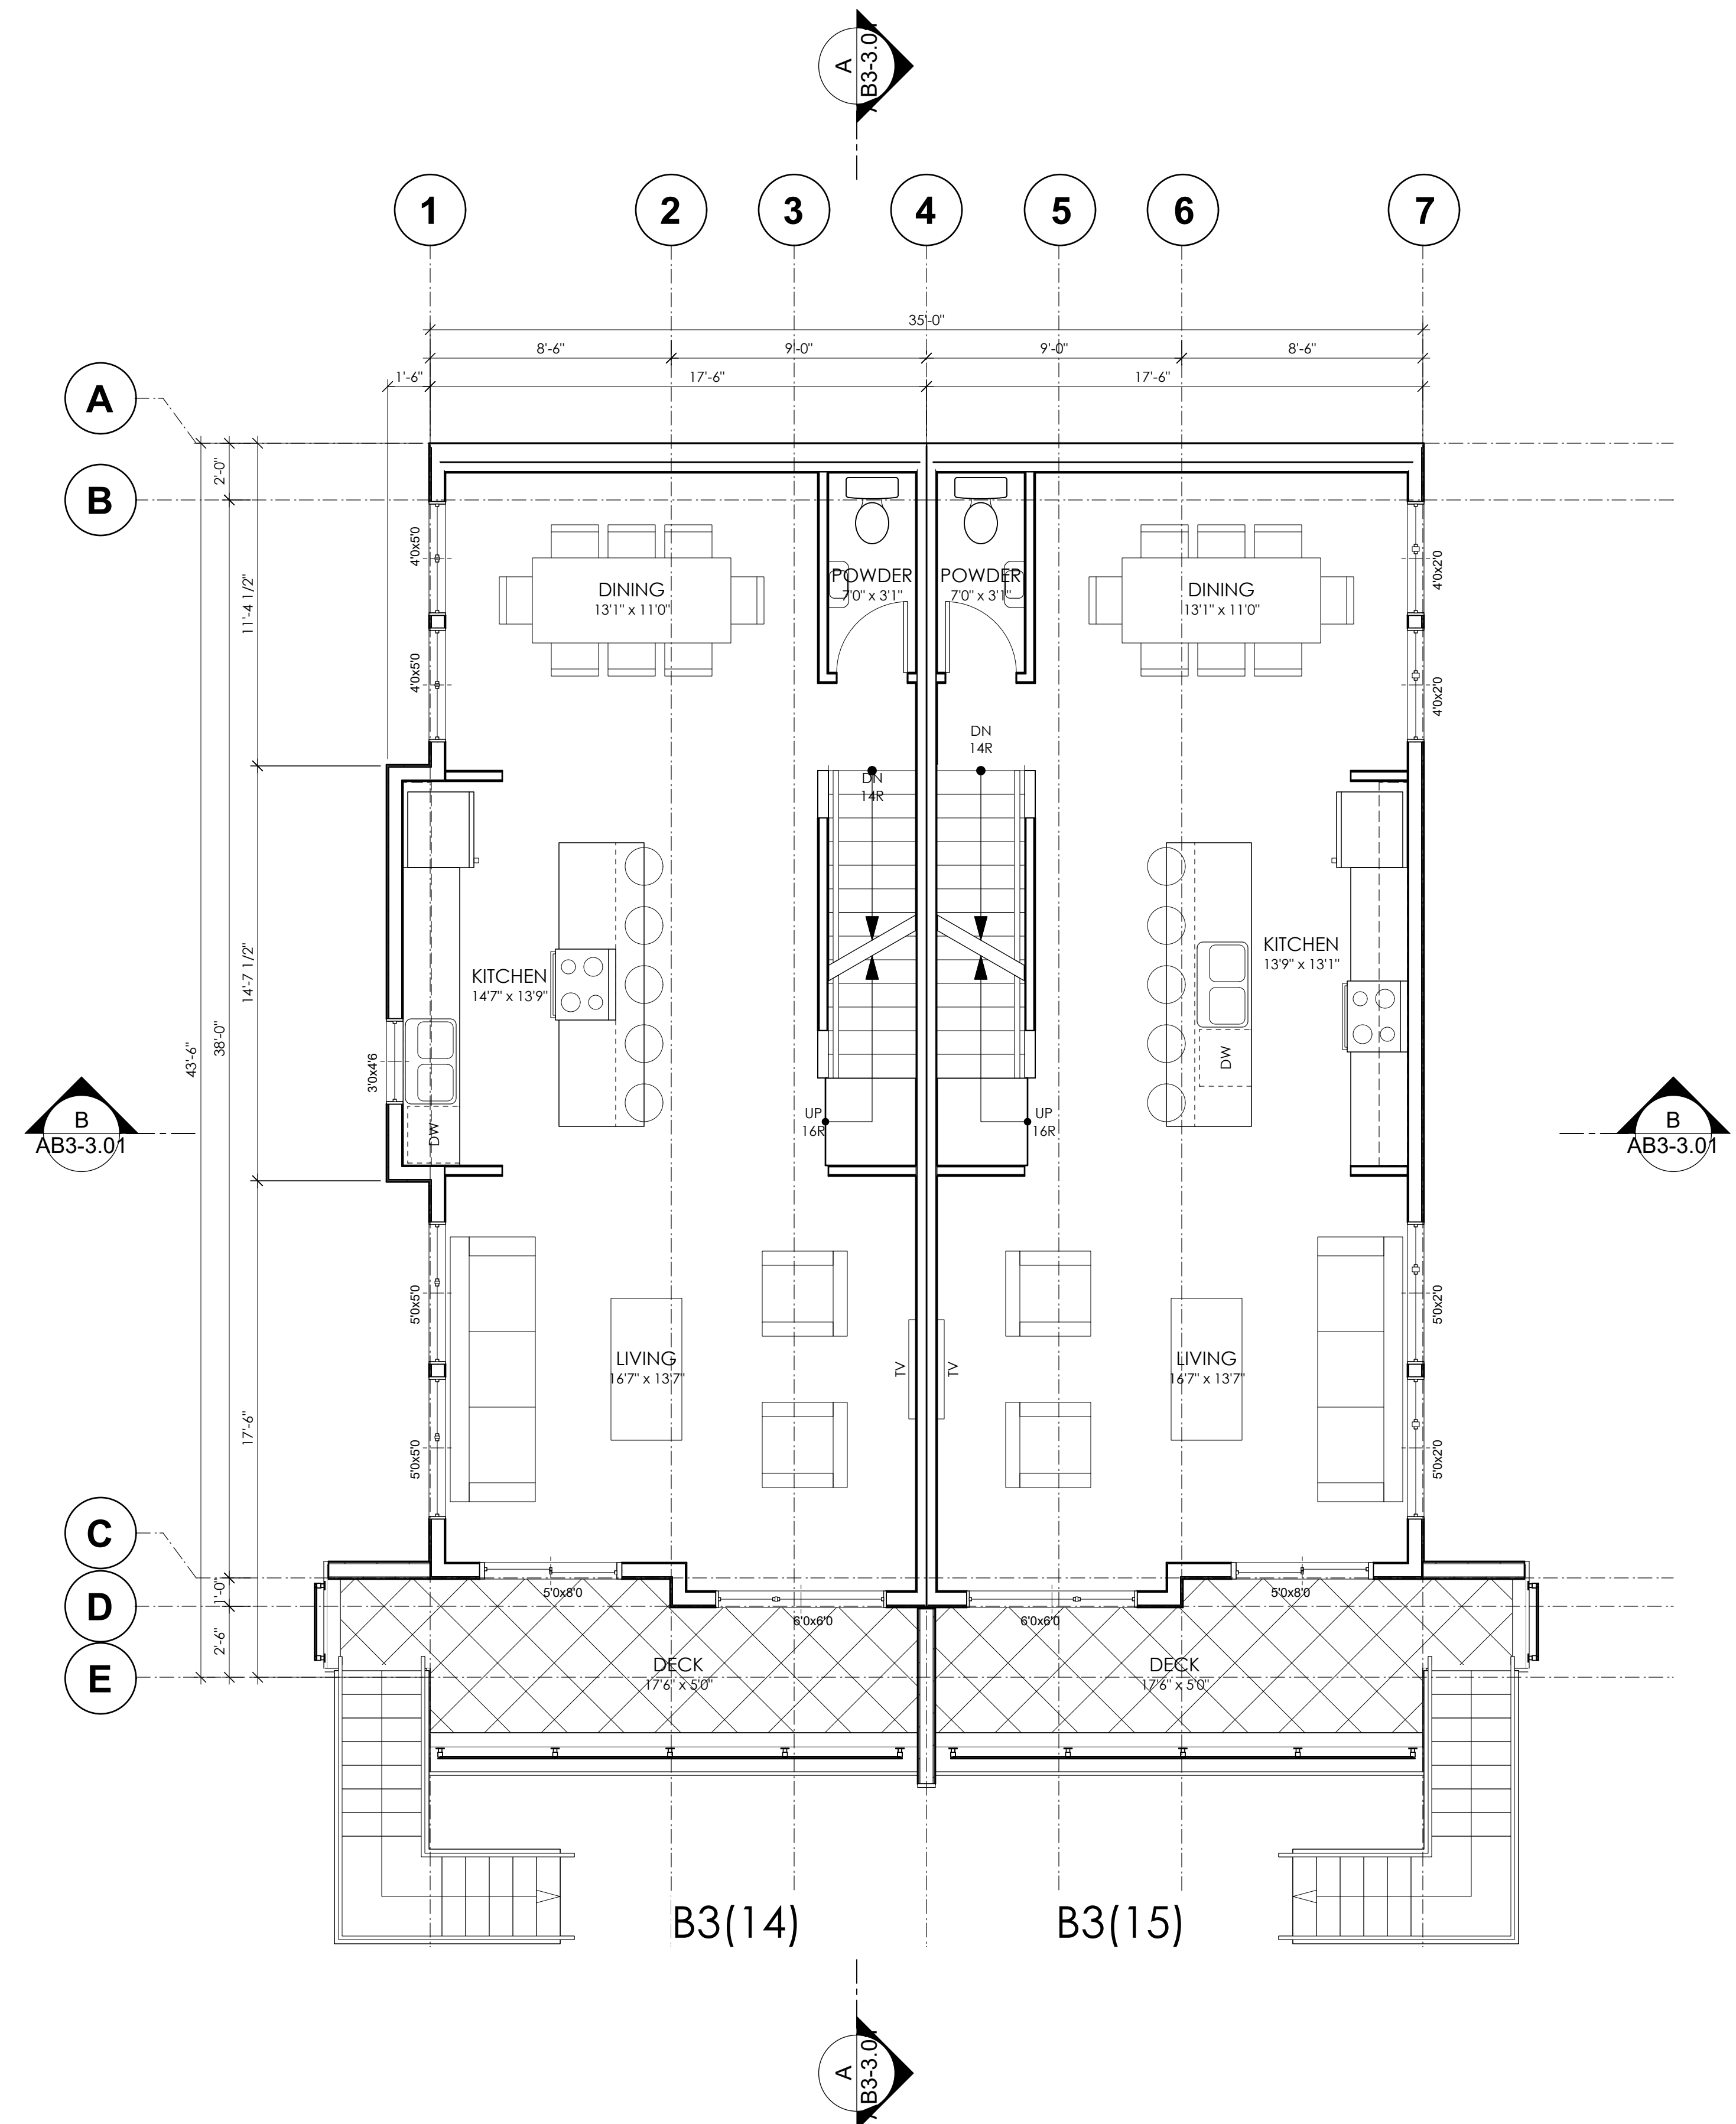 A
AB3-3.01
1
2
3
4
5
6
7
35'-0"
8'-6"
9'-0"
9'-0"
8'-6"
1'-6"
17'-6"
17'-6"
A
B
2'-0"
11'-4 1/2"
14'-7 1/2"
38'-0"
43'-6"
17'-6"
1'-0"
2'-6"
4'0x5'0
4'0x5'0
DINING
13'1" x 11'0"
POWDER
7'0" x 3'1"
POWDER
7'0" x 3'1"
DINING
13'1" x 11'0"
4'0x2'0
4'0x2'0
DN
14R
DN
14R
KITCHEN
14'7" x 13'9"
KITCHEN
13'9" x 13'1"
3'0x4'6
DW
DW
UP
16R
UP
16R
B
AB3-3.01
B
AB3-3.01
5'0x5'0
5'0x5'0
LIVING
16'7" x 13'7"
TV
TV
LIVING
16'7" x 13'7"
5'0x2'0
5'0x2'0
C
D
E
5'0x8'0
6'0x6'0
6'0x6'0
5'0x8'0
DECK
17'6" x 5'0"
DECK
17'6" x 5'0"
B3(14)
B3(15)
A
AB3-3.01